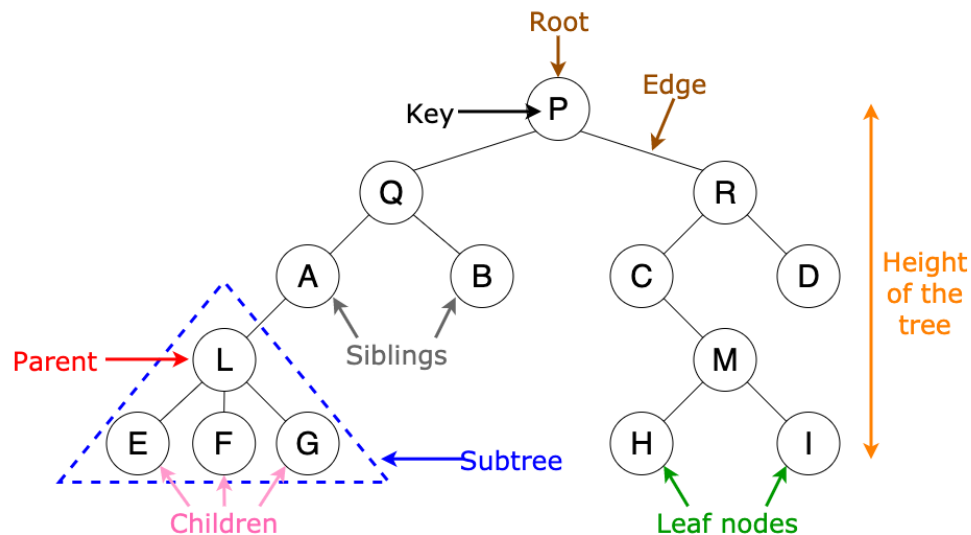 Root
Edge
Key
P
Q
R
A
B
C
D
Height
of the
tree
Siblings
Parent
L
M
E
F
G
H
I
Subtree
Children
Leaf nodes